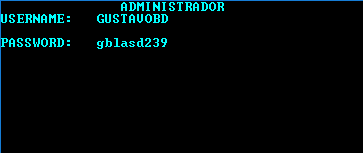 ADMINISTRADOR
USERNAME: GUSTAVOBD
PASSWORD: gblasd239